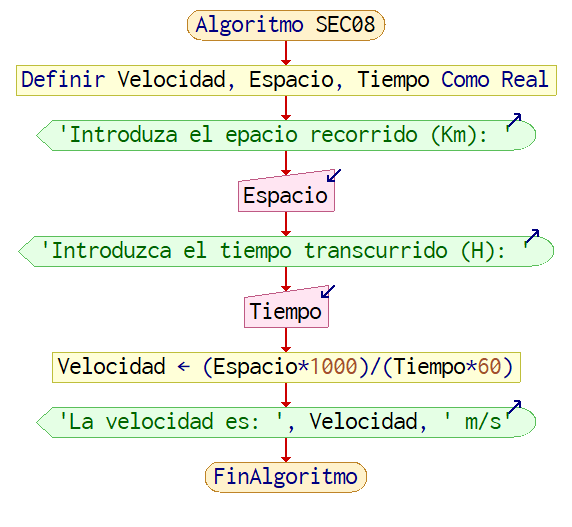 Algoritmo SEC08
Definir Velocidad, Espacio, Tiempo Como Real
'Introduza el epacio recorrido (Km): '
Espacio
'Introduzca el tiempo transcurrido (H): '
Tiempo
Velocidad ← (Espacio*1000)/(Tiempo*60)
'La velocidad es: ', Velocidad, ' m/s'
FinAlgoritmo